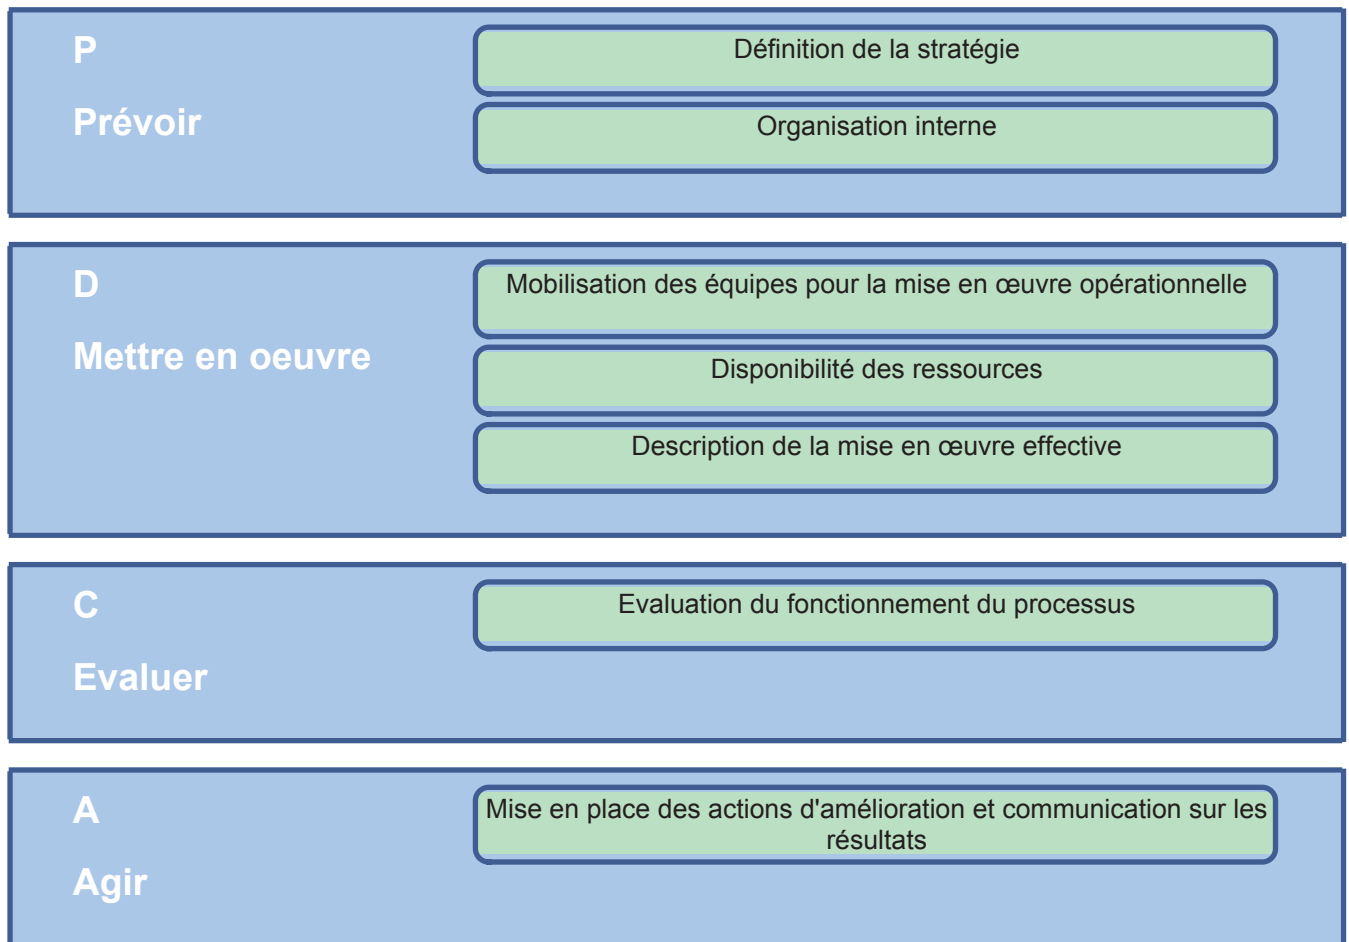 P
Prévoir
Définition de la stratégie
Organisation interne
D
Mettre en oeuvre
Mobilisation des équipes pour la mise en œuvre opérationnelle
Disponibilité des ressources
Description de la mise en œuvre effective
C
Evaluer
Evaluation du fonctionnement du processus
A
Agir
Mise en place des actions d'amélioration et communication sur les
résultats